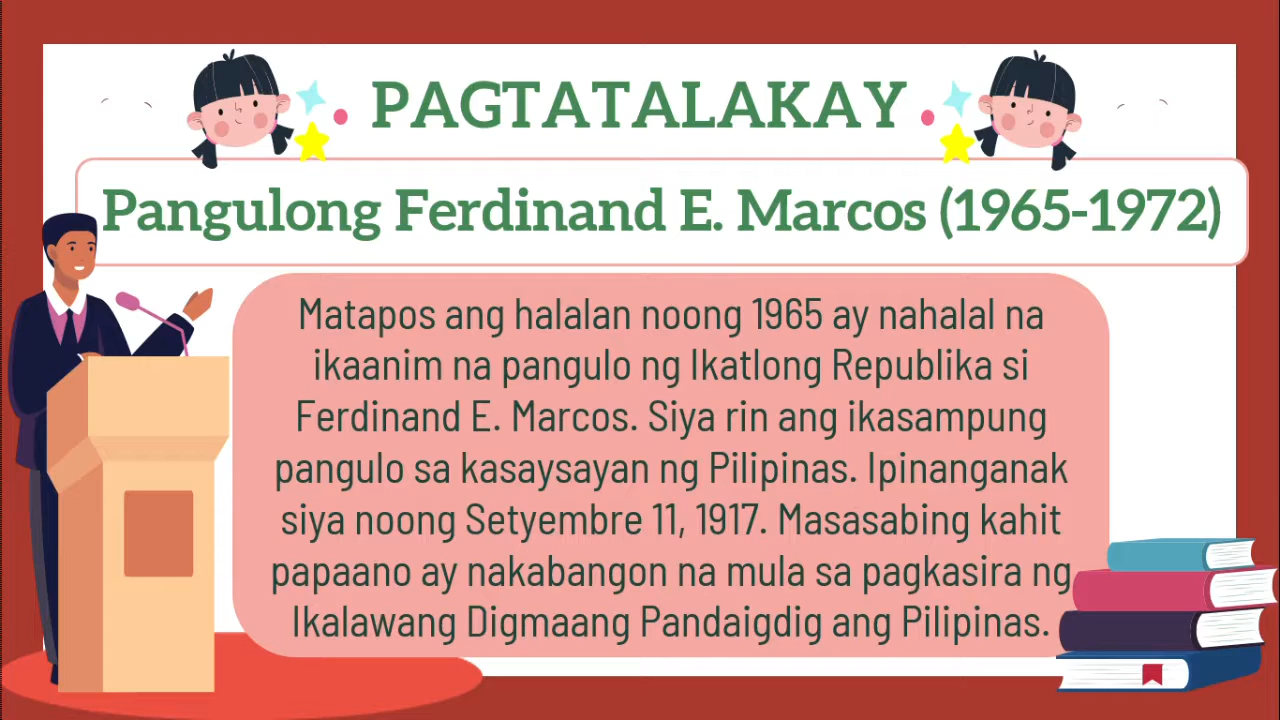 PAGTATALAKAY
Pangulong Ferdinand E. Marcos (1965-1972)
Matapos ang halalan noong 1965 ay nahalal na
ikaanim na pangulo ng Ikatlong Republika si
Ferdinand E. Marcos. Siya rin ang ikasampung
pangulo sa kasaysayan ng Pilipinas. Ipinanganak
siya noong Setyembre 11, 1917. Masasabing kahit
papaano ay nakabangon na mula sa pagkasira ng
Ikalawang Digmaang Pandaigdig ang Pilipinas.